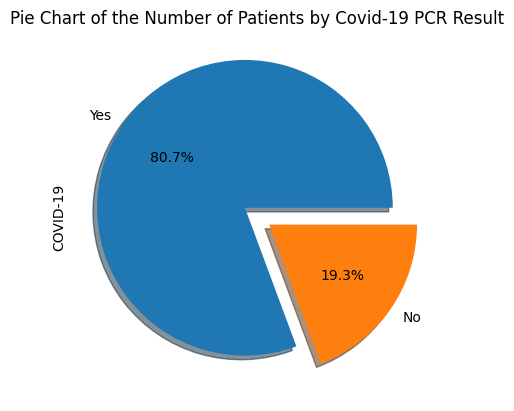 Pie Chart of the Number of Patients by Covid-19 PCR Result
Yes
80.7%
COVID-19
19.3%
No